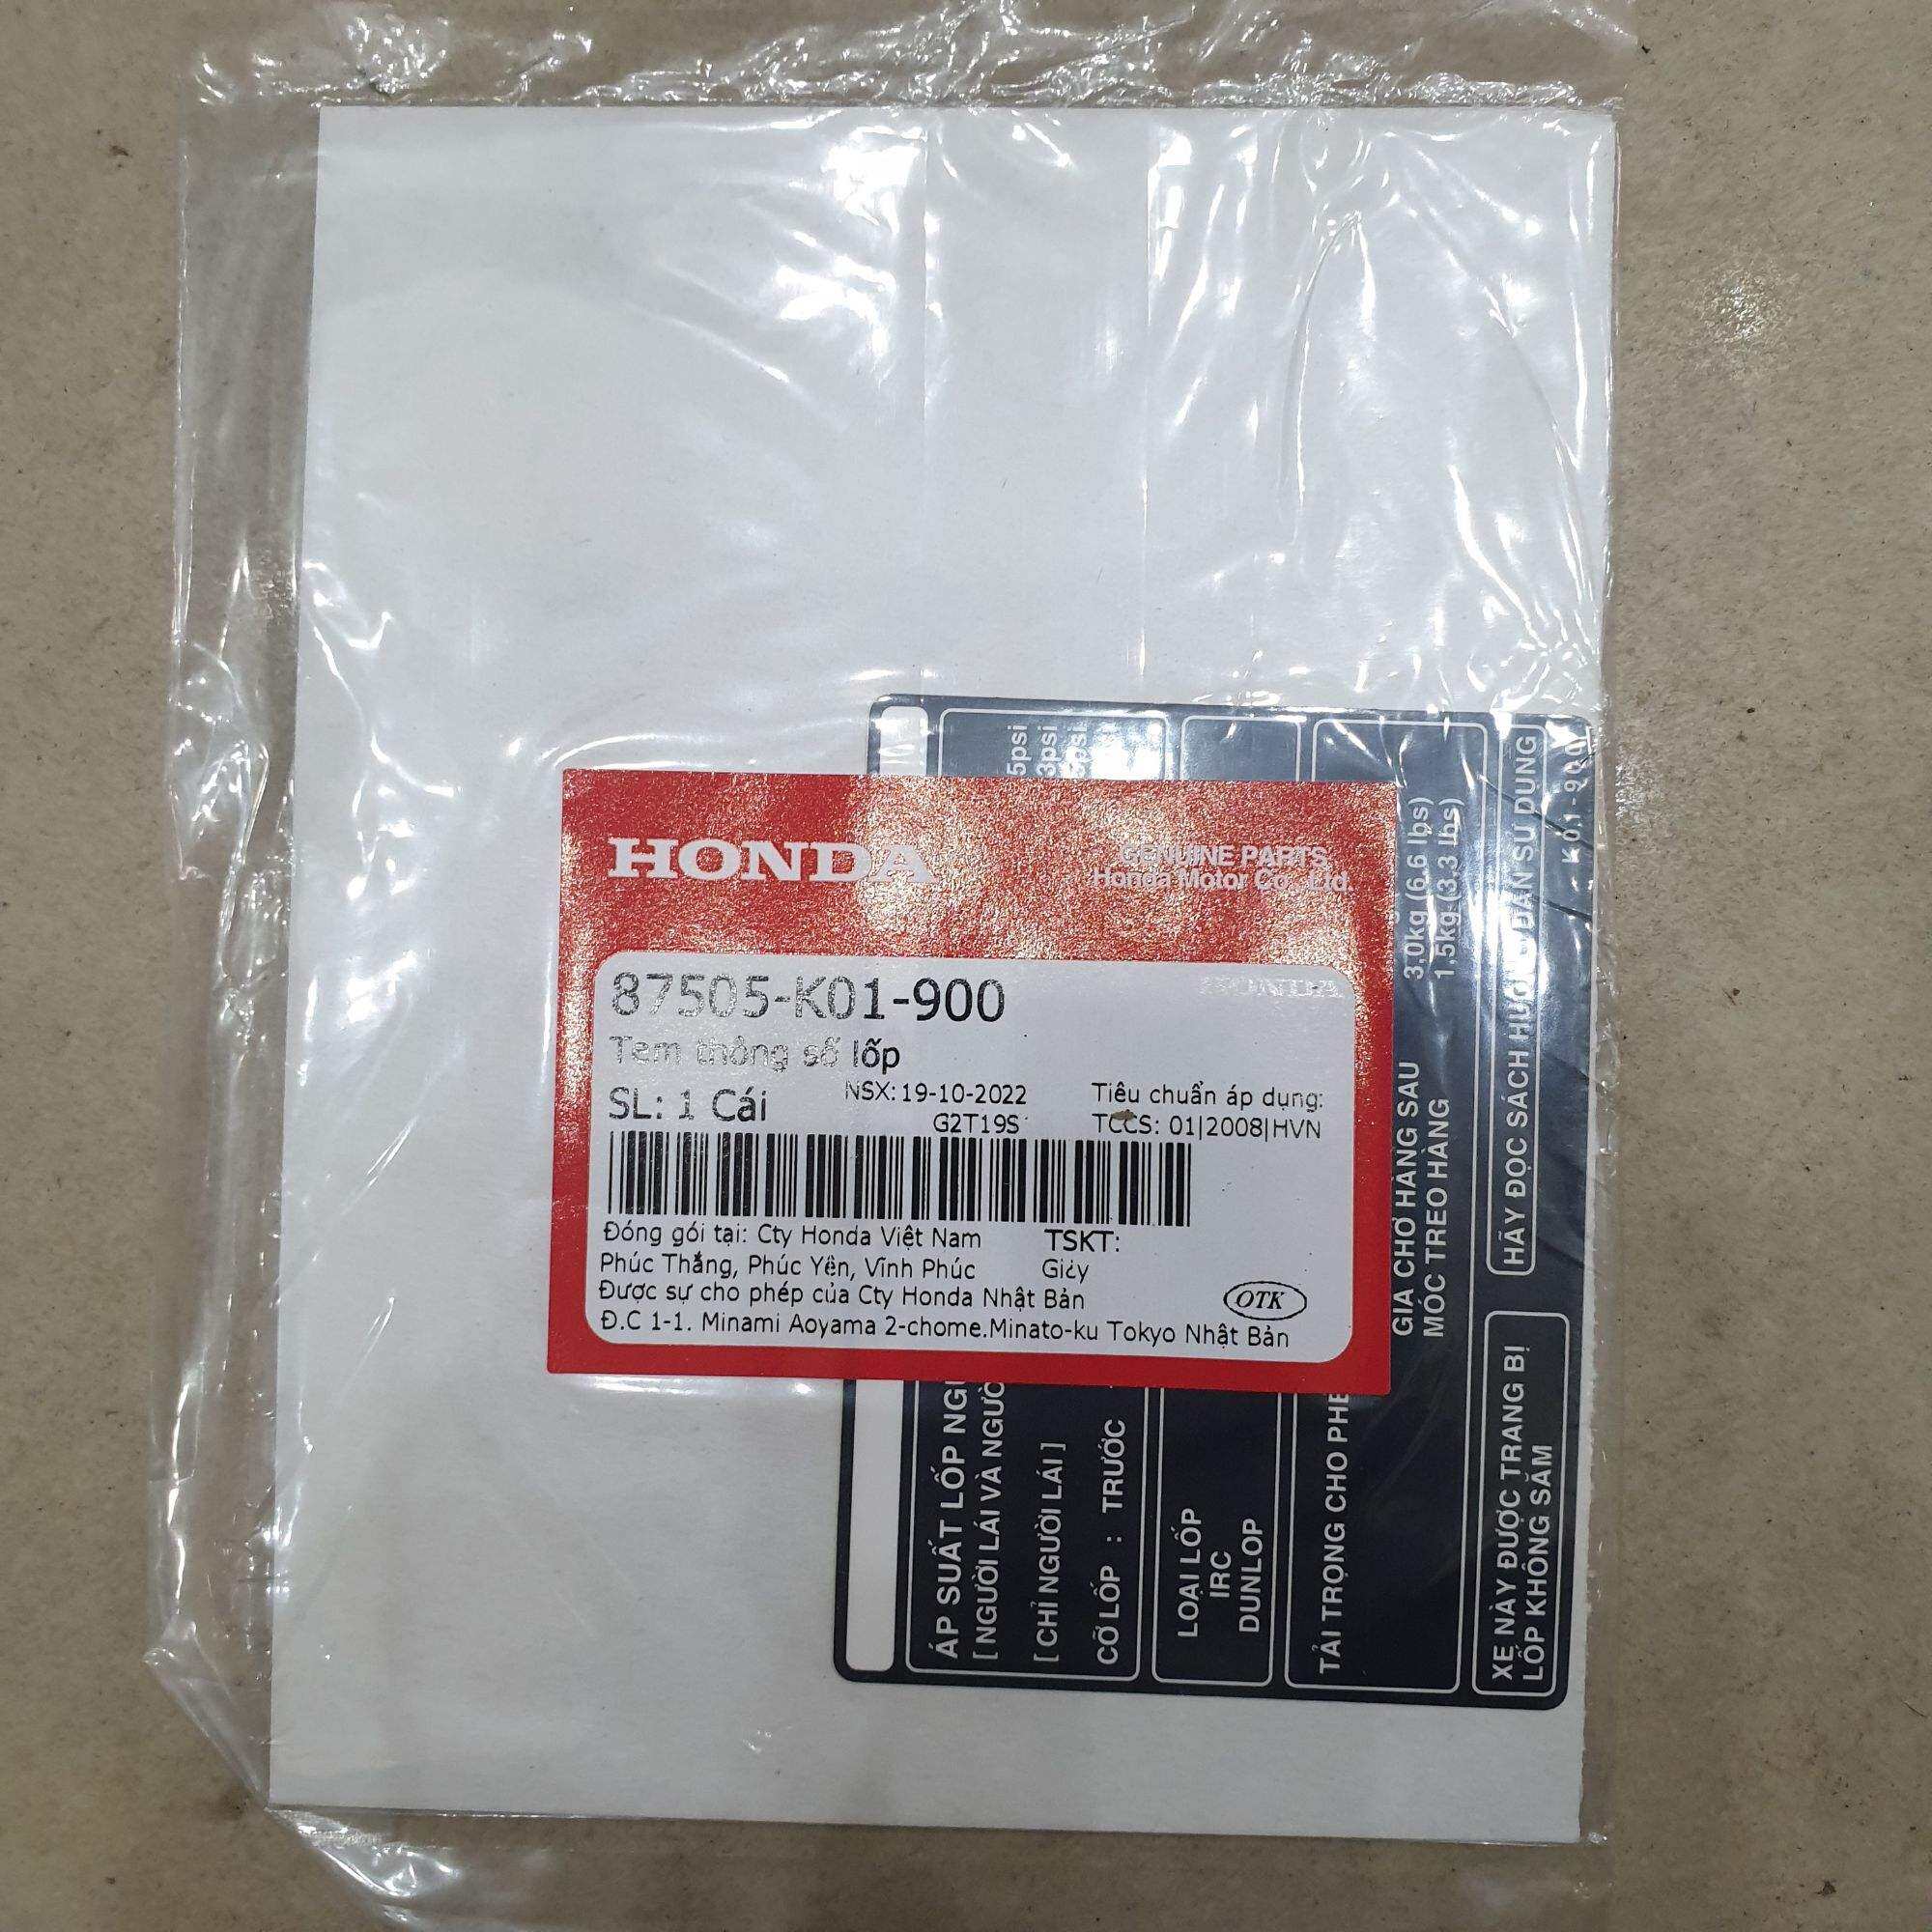 HONDA
GENUINE PARTS
Honda Motor Co., Ltd.
87505-K01-900
HONDA
Tem thông số lốp
SL: 1 Cái
NSX: 19-10-2022
G2T19S
Tiêu chuẩn áp dụng:
TCCS: 01|2008|HVN
Đóng gói tại: Cty Honda Việt Nam
Phúc Thắng, Phúc Yên, Vĩnh Phúc
TSKT:
Giấy
Được sự cho phép của Cty Honda Nhật Bản
Đ.C 1-1. Minami Aoyama 2-chome.Minato-ku Tokyo Nhật Bản
OTK
ÁP SUẤT LỐP
[ NGƯỜI LÁI VÀ
[ CHỈ NGƯỜI LÁI ]
CỠ LỐP : TRƯỚC
LOẠI LỐP
IRC
DUNLOP
TẢI TRỌNG CHO
GIÁ CHỞ HÀNG SAU 3,0kg (6,6 lbs)
MÓC TREO HÀNG 1,5kg (3,3 lbs)
XE NÀY ĐƯỢC TRANG BỊ
LỐP KHÔNG SĂM
HÃY ĐỌC SÁCH HƯỚNG DẪN SỬ DỤNG
K01-900